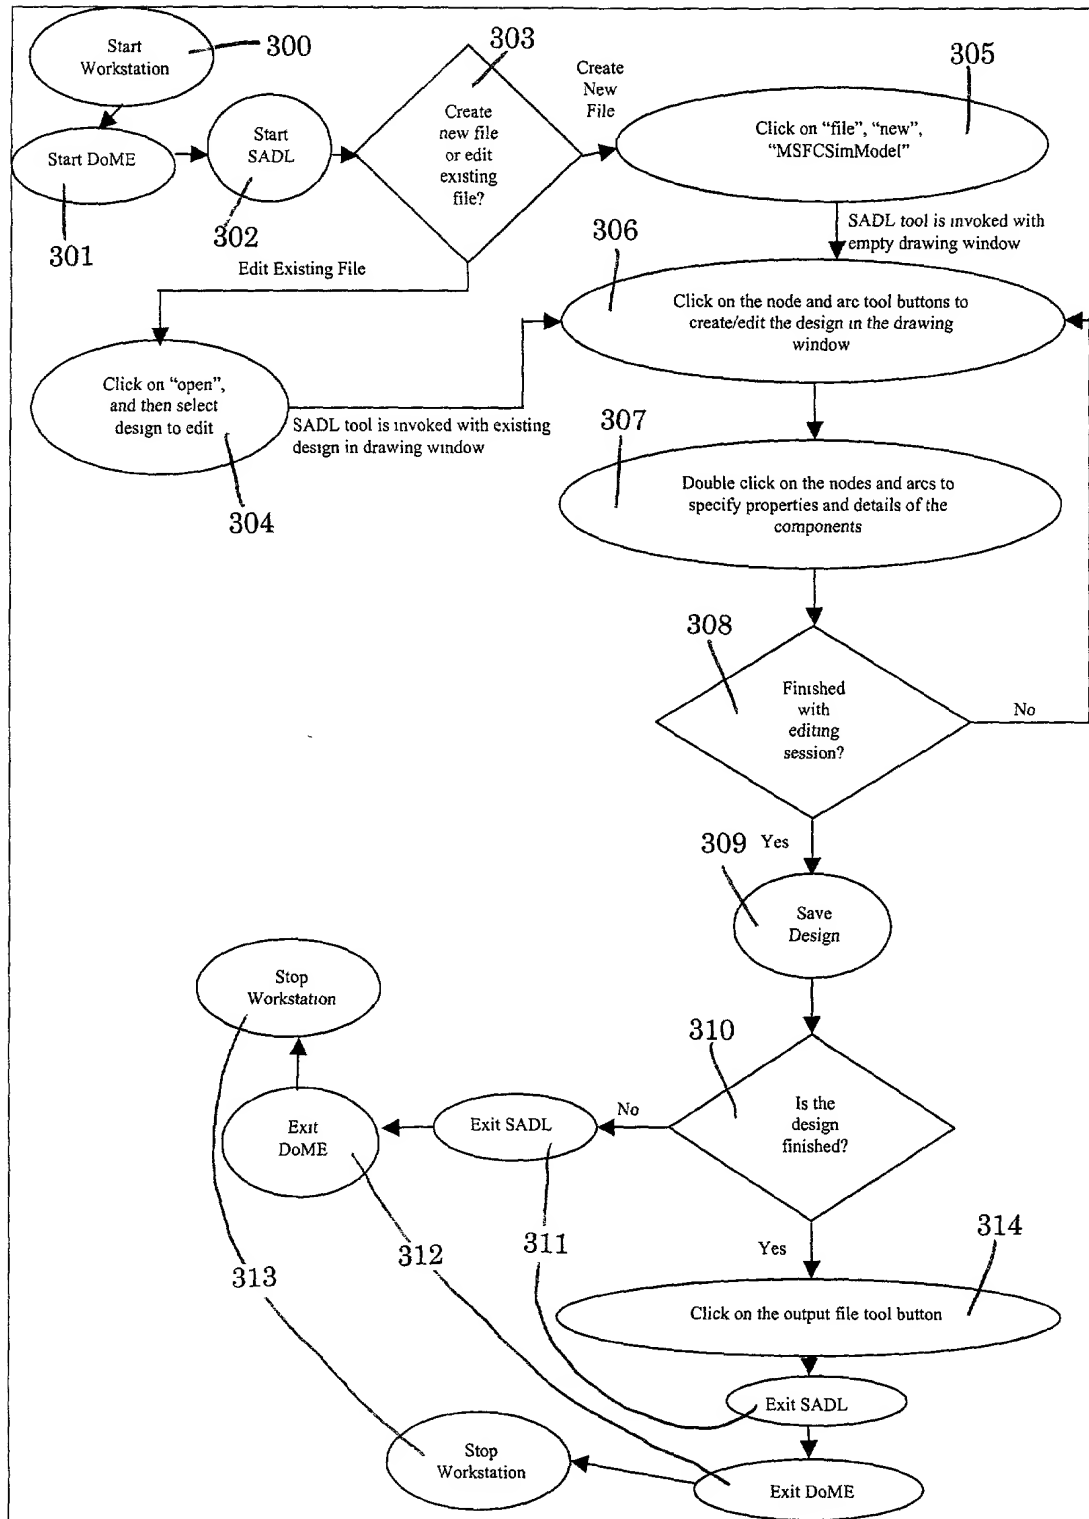 Start
Workstation
300
Start DoME
301
Start
SADL
302
303
Create
new file
or edit
existing
file?
Create
New
File
305
Click on “file”, “new”,
“MSFCSimModel”
SADL tool is invoked with
empty drawing window
Edit Existing File
Click on “open”,
and then select
design to edit
304
SADL tool is invoked with existing
design in drawing window
306
Click on the node and arc tool buttons to
create/edit the design in the drawing
window
307
Double click on the nodes and arcs to
specify properties and details of the
components
308
Finished
with
editing
session?
No
Yes
309
Save
Design
310
Is the
design
finished?
No
Exit SADL
311
Exit
DoME
312
Stop
Workstation
313
Yes
314
Click on the output file tool button
Exit SADL
Exit DoME
Stop
Workstation